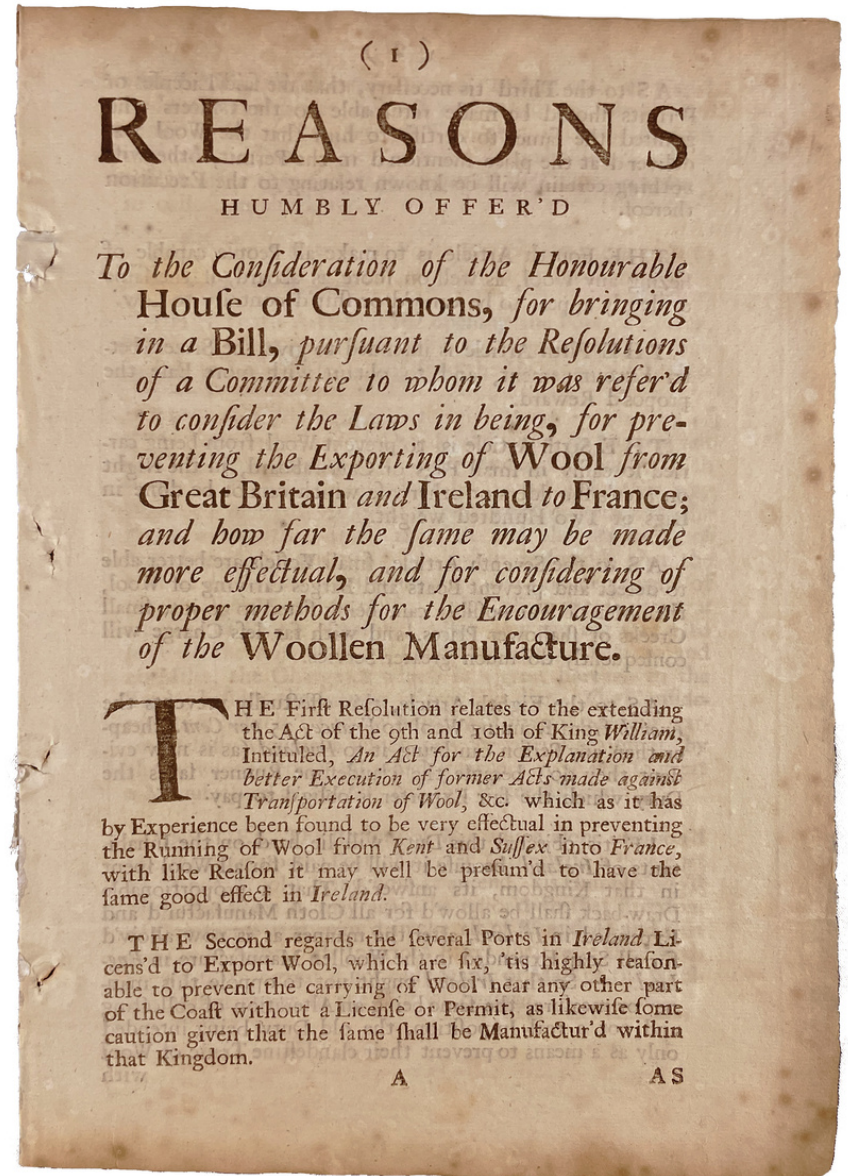 ( 1 )
REASONS
HUMBLY OFFER'D
To the Conſideration of the Honourable
Houſe of Commons, for bringing
in a Bill, purſuant to the Reſolutions
of a Committee to whom it was refer'd
to conſider the Laws in being, for pre-
venting the Exporting of Wool from
Great Britain and Ireland to France;
and how far the ſame may be made
more effectual, and for conſidering of
proper methods for the Encouragement
of the Woollen Manufacture.
THE Firſt Reſolution relates to the extending
the Act of the 9th and 10th of King William,
Intituled, An Act for the Explanation and
better Execution of former Acts made against
Tranſportation of Wool, &c. which as it has
by Experience been found to be very effectual in preventing
the Running of Wool from Kent and Suſſex into France,
with like Reaſon it may well be preſum'd to have the
ſame good effect in Ireland.
THE Second regards the ſeveral Ports in Ireland Li-
cens'd to Export Wool, which are ſix, 'tis highly reaſon-
able to prevent the carrying of Wool near any other part
of the Coaſt without a Licenſe or Permit, as likewiſe ſome
caution given that the ſame ſhall be Manufactur'd within
that Kingdom.
A AS